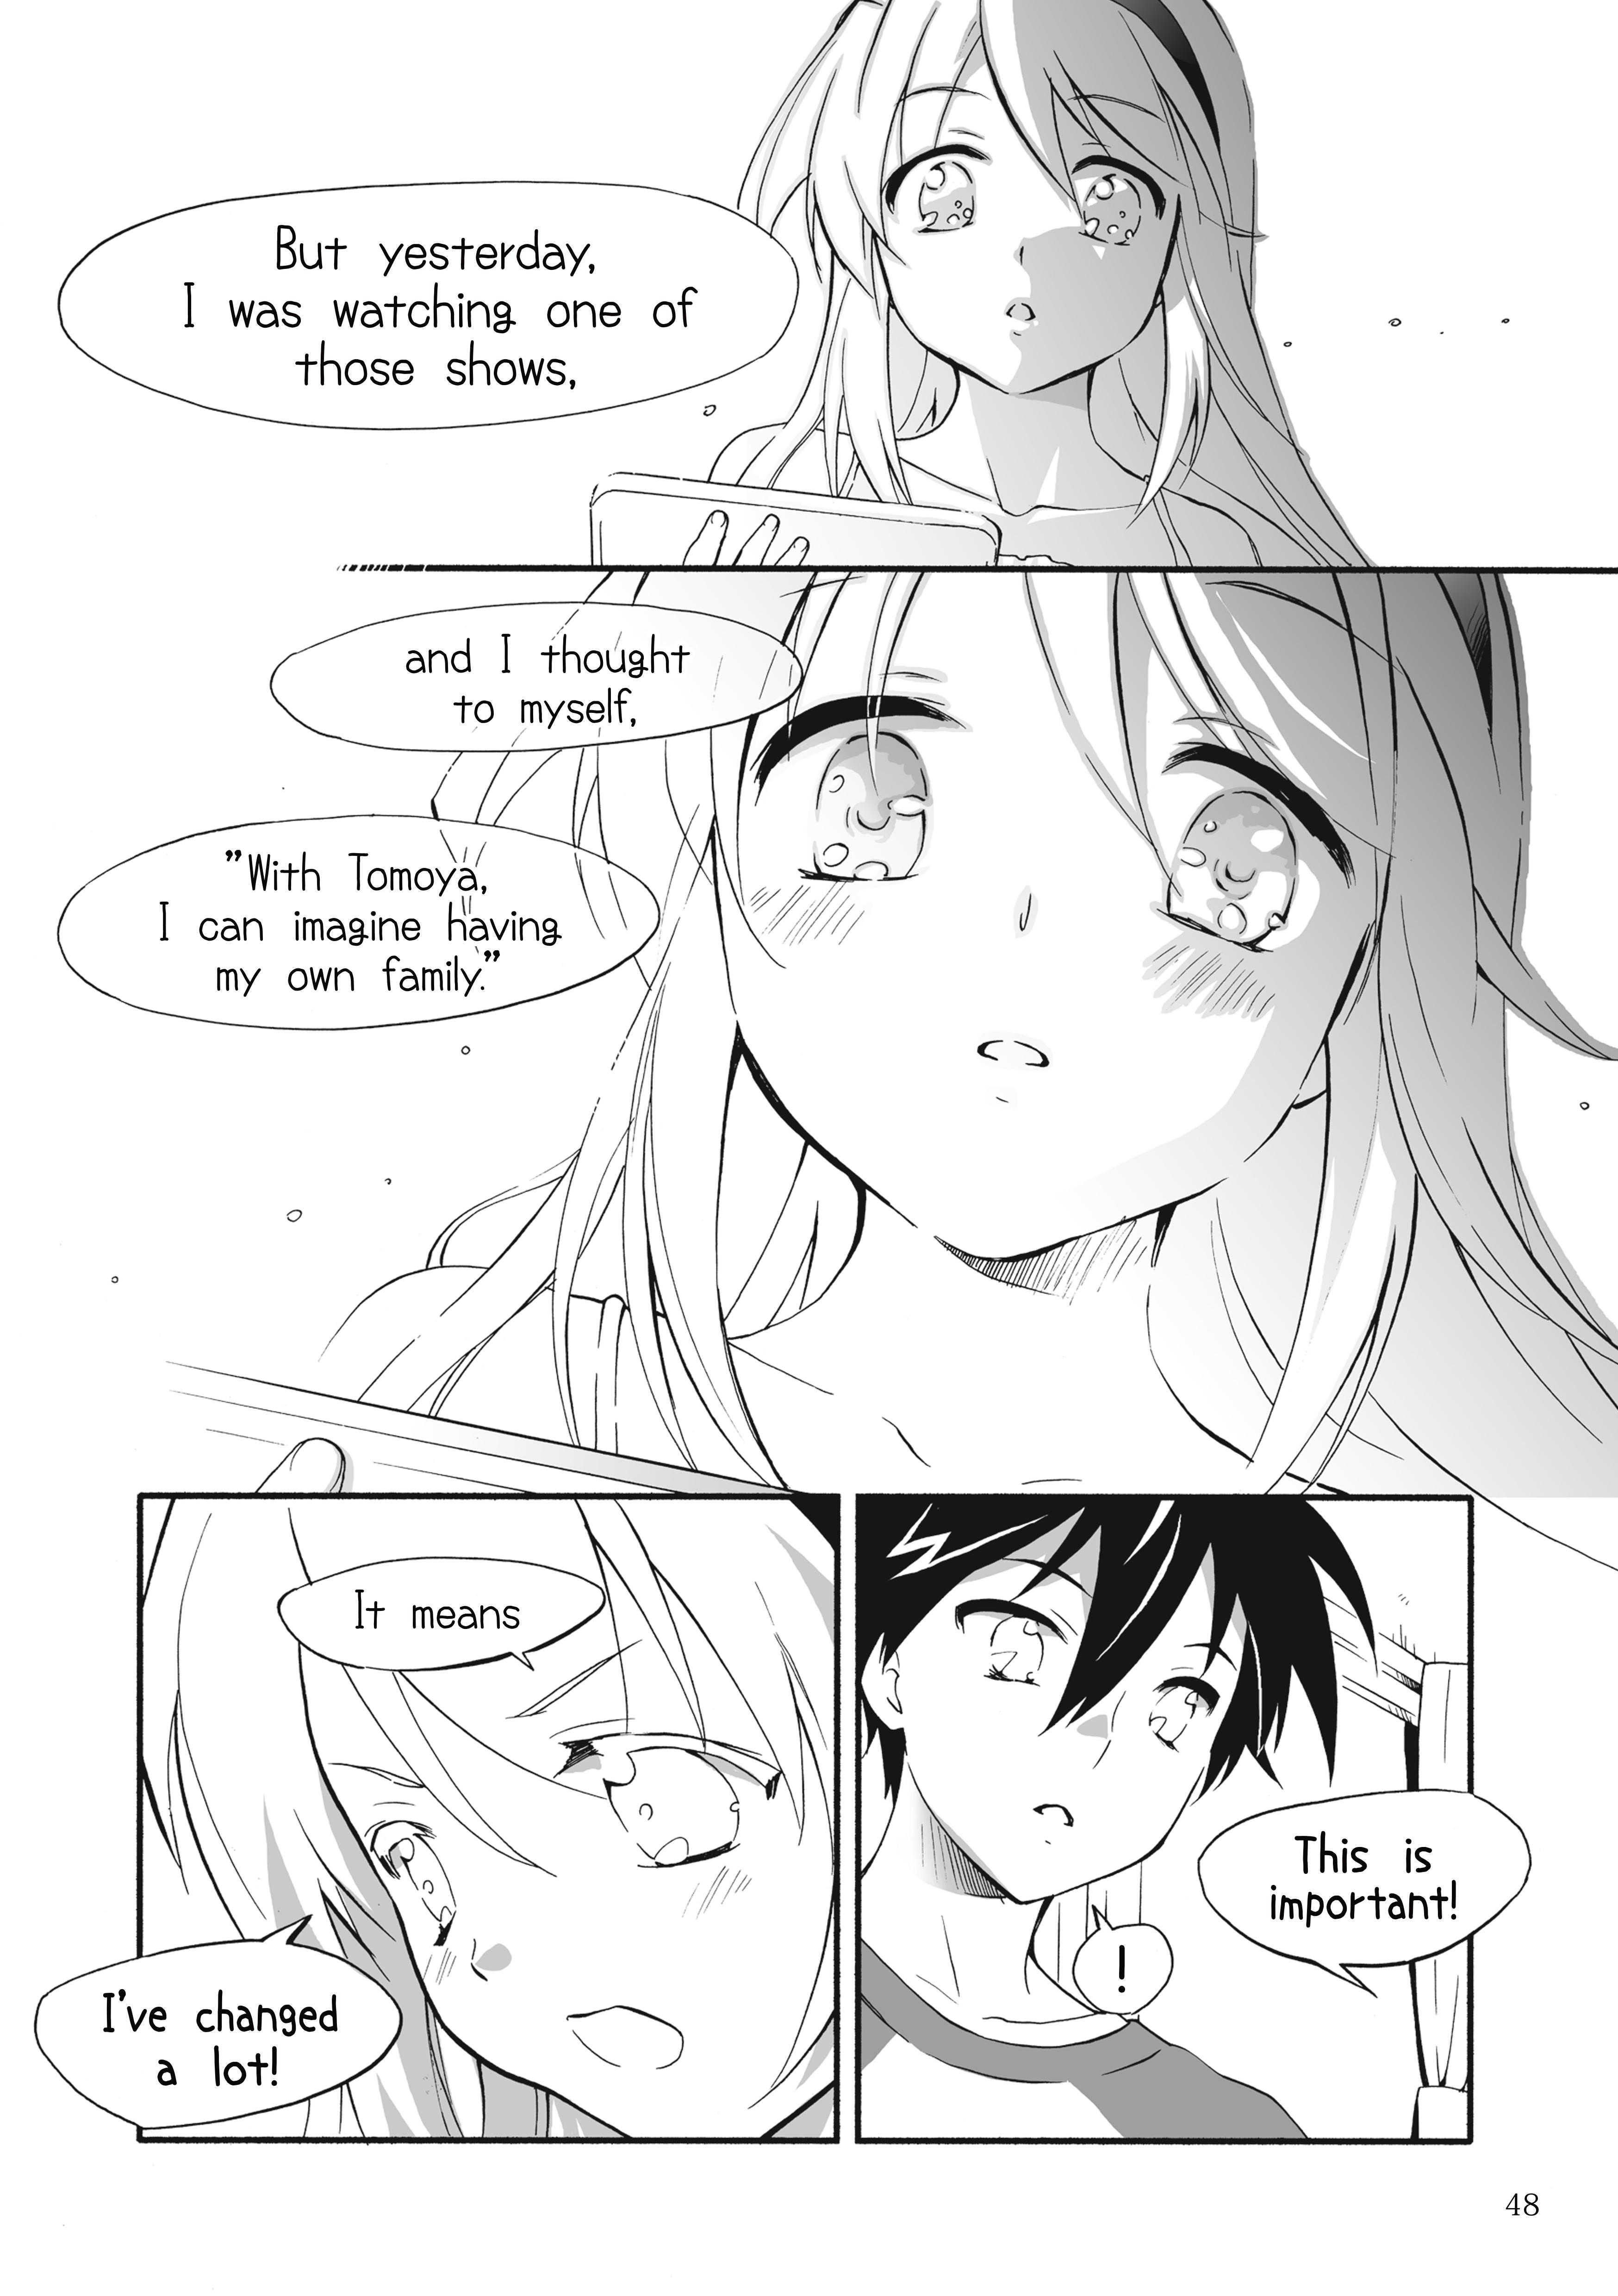 But yesterday,
I was watching one of
those shows,
and I thought
to myself,
”With Tomoya,
I can imagine having
my own family.”
This is
important!
!
It means
I've changed
a lot!
48